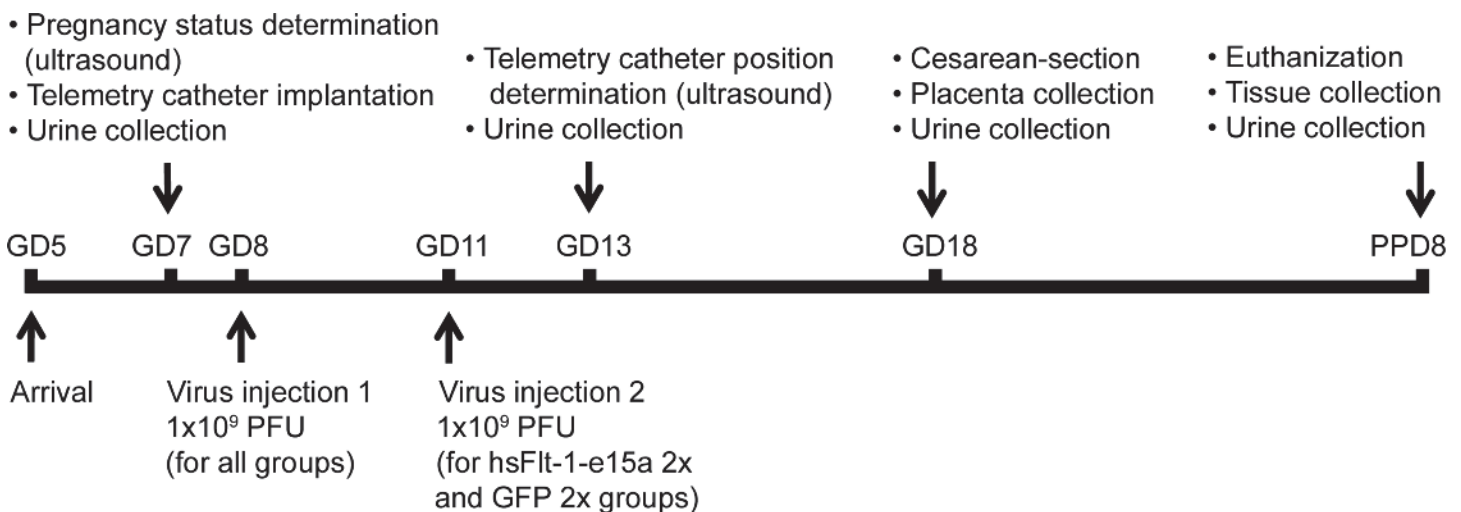 • Pregnancy status determination
(ultrasound)
• Telemetry catheter implantation
• Urine collection
• Telemetry catheter position
determination (ultrasound)
• Urine collection
• Cesarean-section
• Placenta collection
• Urine collection
• Euthanization
• Tissue collection
• Urine collection
GD5 GD7 GD8 GD11 GD13 GD18 PPD8
Arrival
Virus injection 1
1x10⁹ PFU
(for all groups)
Virus injection 2
1x10⁹ PFU
(for hsFlt-1-e15a 2x
and GFP 2x groups)